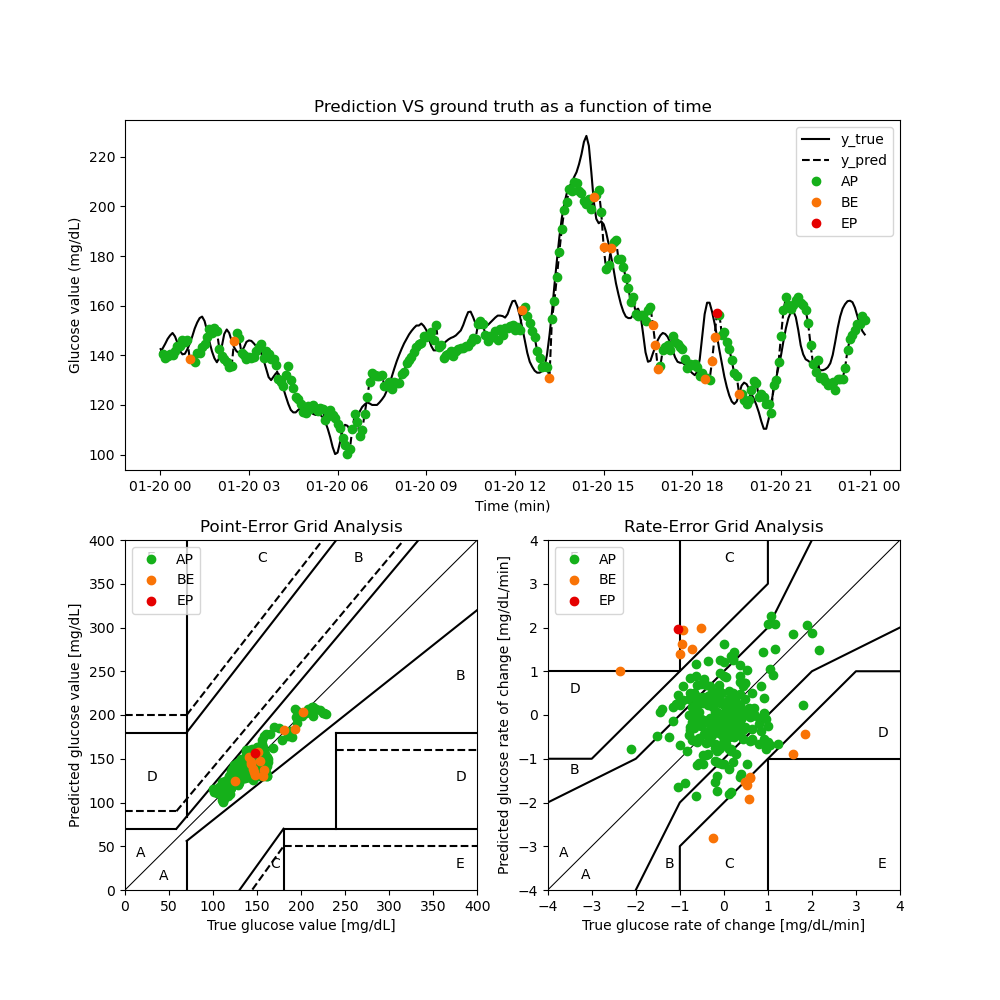 Prediction VS ground truth as a function of time
Glucose value (mg/dL)
220
200
180
160
140
120
100
y_true
y_pred
AP
BE
EP
01-20 00 01-20 03 01-20 06 01-20 09 01-20 12 01-20 15 01-20 18 01-20 21 01-21 00
Time (min)
Point-Error Grid Analysis
Predicted glucose value [mg/dL]
400
350
300
250
200
150
100
50
0
AP
BE
EP
C
B
B
D
D
A
A
C
E
0 50 100 150 200 250 300 350 400
True glucose value [mg/dL]
Rate-Error Grid Analysis
Predicted glucose rate of change [mg/dL/min]
4
3
2
1
0
−1
−2
−3
−4
AP
BE
EP
C
D
D
B
A
A
B
C
E
−4 −3 −2 −1 0 1 2 3 4
True glucose rate of change [mg/dL/min]